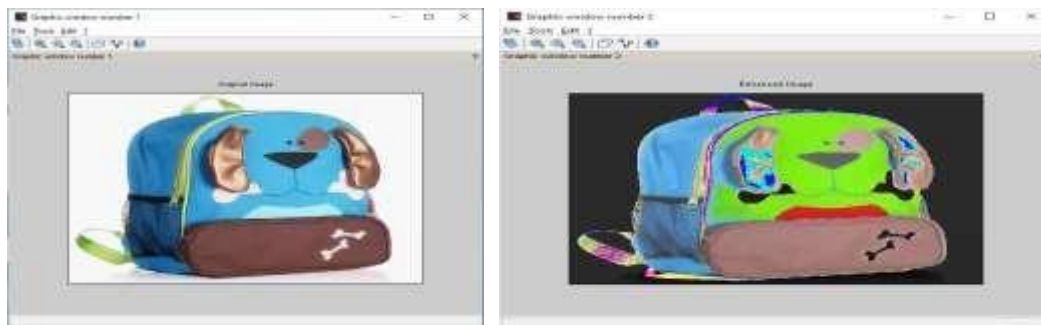 Graphic window number 1
File Tools Edit ?
Graphic window number 1
Original Image
Graphic window number 2
File Tools Edit ?
Graphic window number 2
Enhanced Image